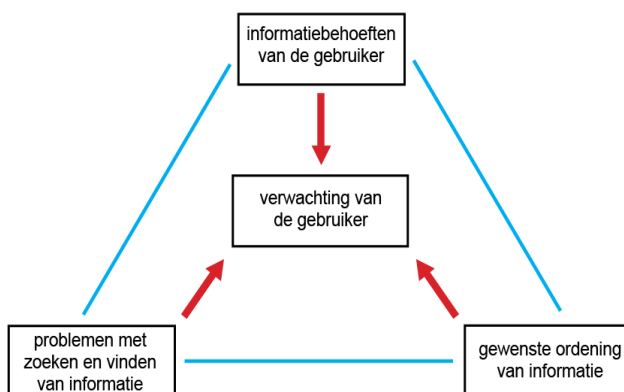 informatiebehoeften
van de gebruiker
verwachting van
de gebruiker
problemen met
zoeken en vinden
van informatie
gewenste ordening
van informatie